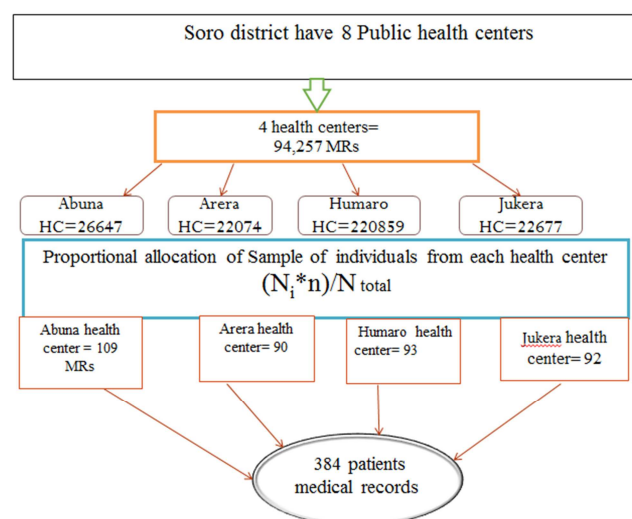 Soro district have 8 Public health centers
4 health centers=
94,257 MRs
Abuna
HC=26647
Arera
HC=22074
Humaro
HC=220859
Jukera
HC=22677
Proportional allocation of Sample of individuals from each health center
(Ni*n)/N total
Abuna health
center = 109
MRs
Arera health
center= 90
Humaro health
center= 93
Jukera health
center= 92
384 patients
medical records